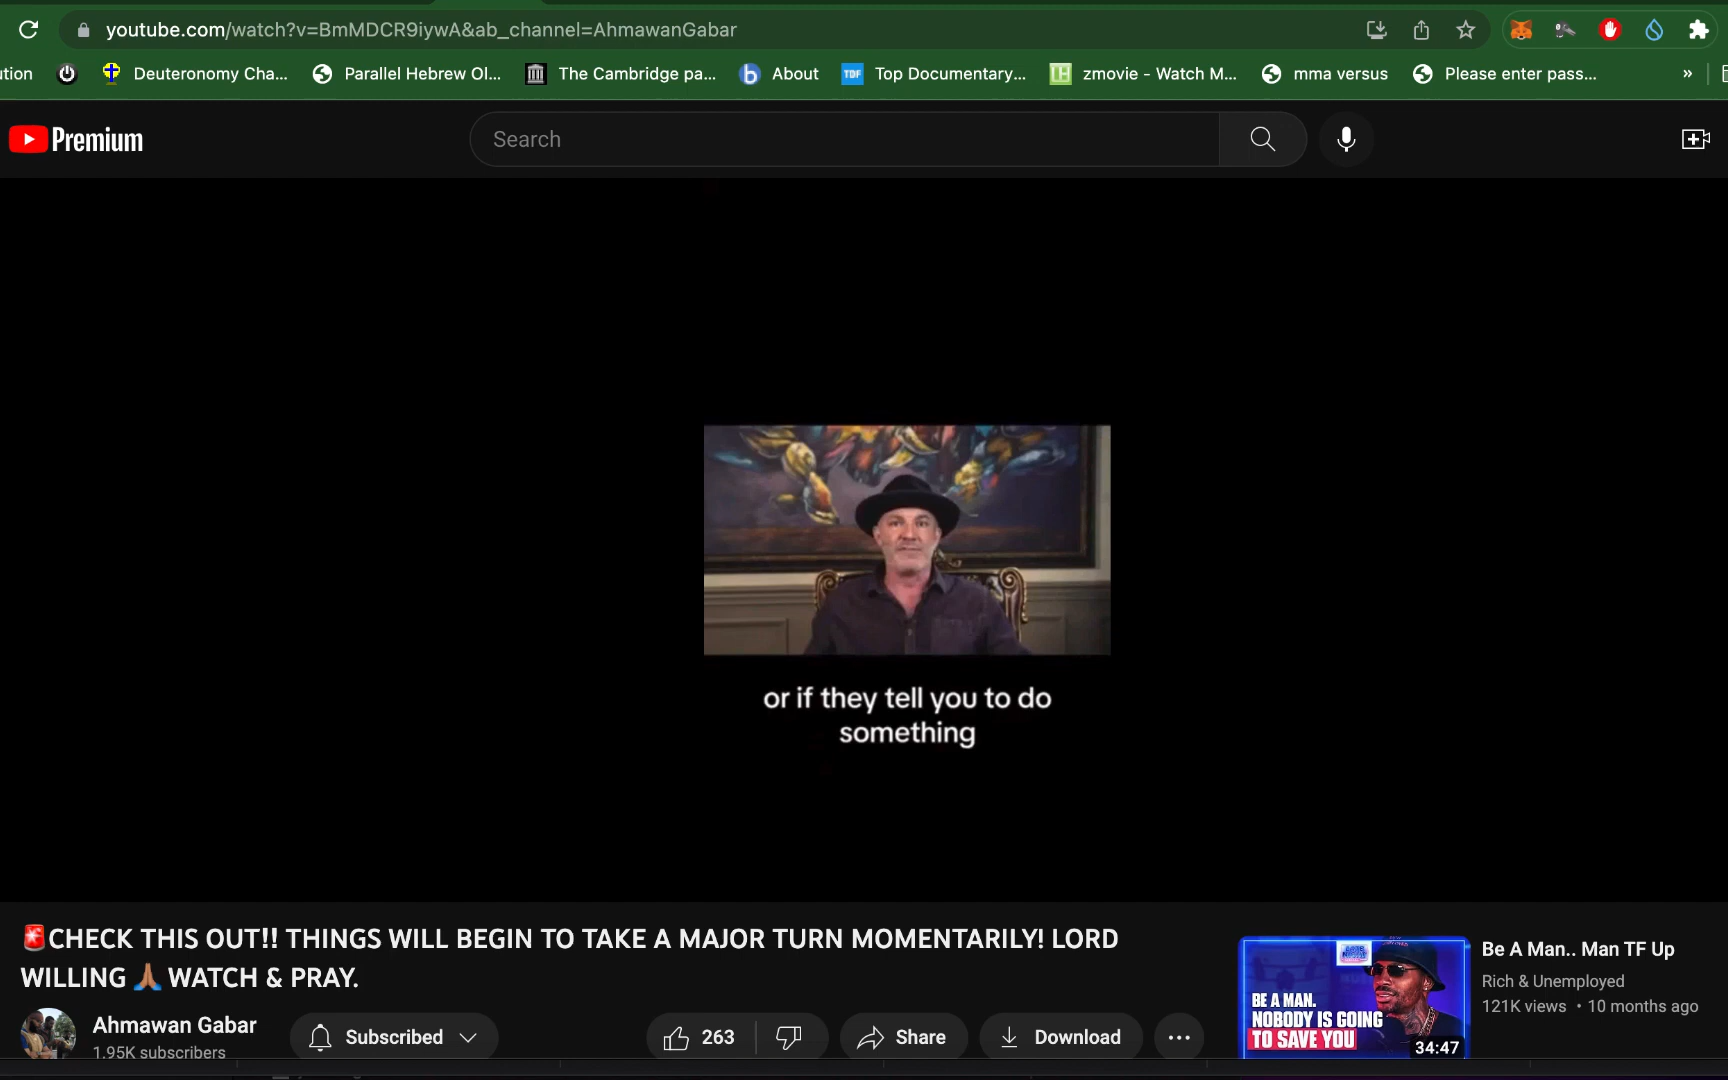 youtube.com/watch?v=BmMDCR9iywA&ab_channel=AhmawanGabar
ution
Deuteronomy Cha...
Parallel Hebrew Ol...
The Cambridge pa...
b About
TDF Top Documentary...
zmovie - Watch M...
mma versus
Please enter pass...
»
Premium
Search
or if they tell you to do
something
CHECK THIS OUT!! THINGS WILL BEGIN TO TAKE A MAJOR TURN MOMENTARILY! LORD
WILLING 🙏🏾 WATCH & PRAY.
Ahmawan Gabar
1.95K subscribers
Subscribed
263
Share
Download
BE A MAN.
NOBODY IS GOING
TO SAVE YOU
34:47
Be A Man.. Man TF Up
Rich & Unemployed
121K views • 10 months ago